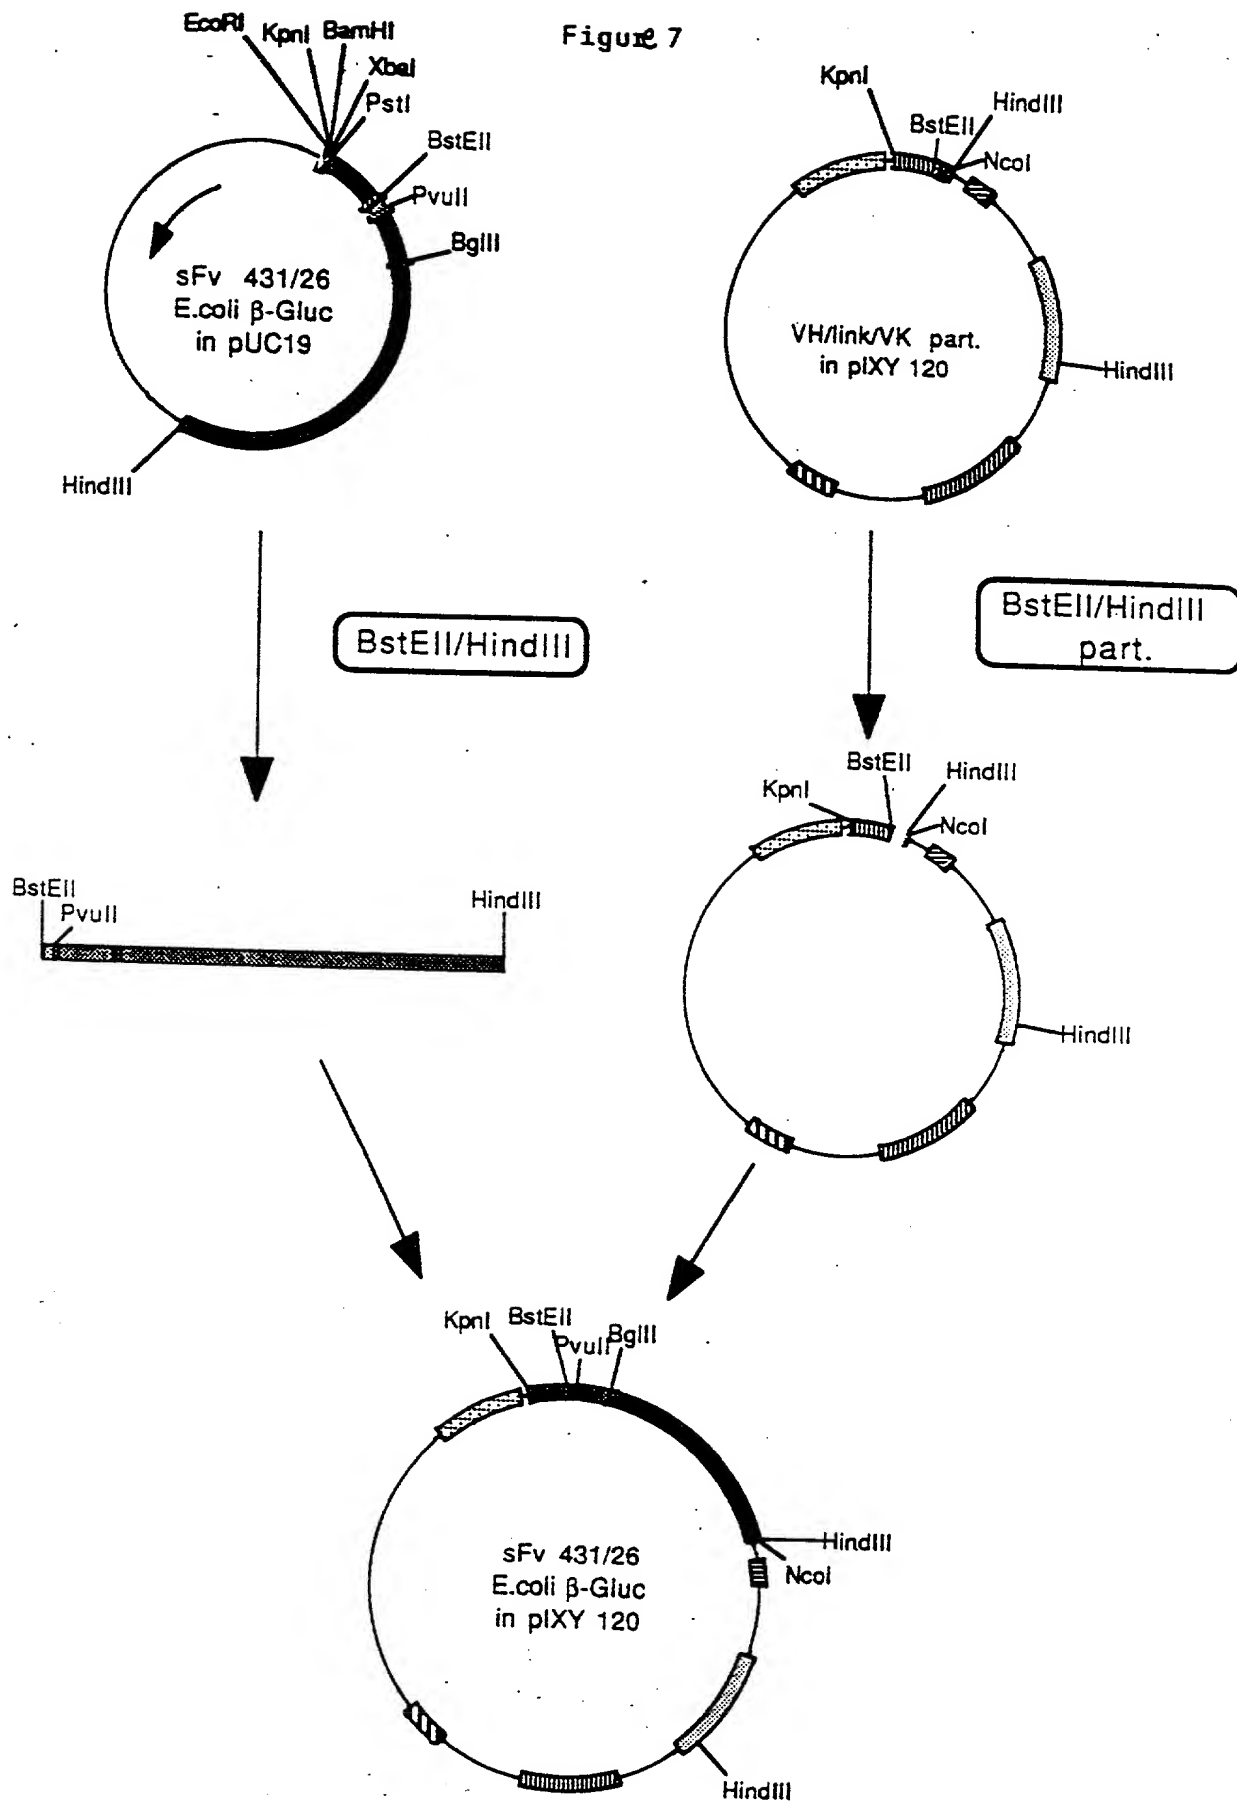 Figure 7
EcoRI
KpnI
BamHI
XbaI
PstI
BstEII
PvuII
BglII
sFv 431/26
E.coli β-Gluc
in pUC19
HindIII
KpnI
HindIII
BstEII
NcoI
VH/link/VK part.
in pIXY 120
HindIII
BstEII/HindIII
BstEII/HindIII
part.
BstEII
PvuII
HindIII
BstEII
HindIII
KpnI
NcoI
HindIII
KpnI
BstEII
PvuII
BglII
HindIII
NcoI
sFv 431/26
E.coli β-Gluc
in pIXY 120
HindIII